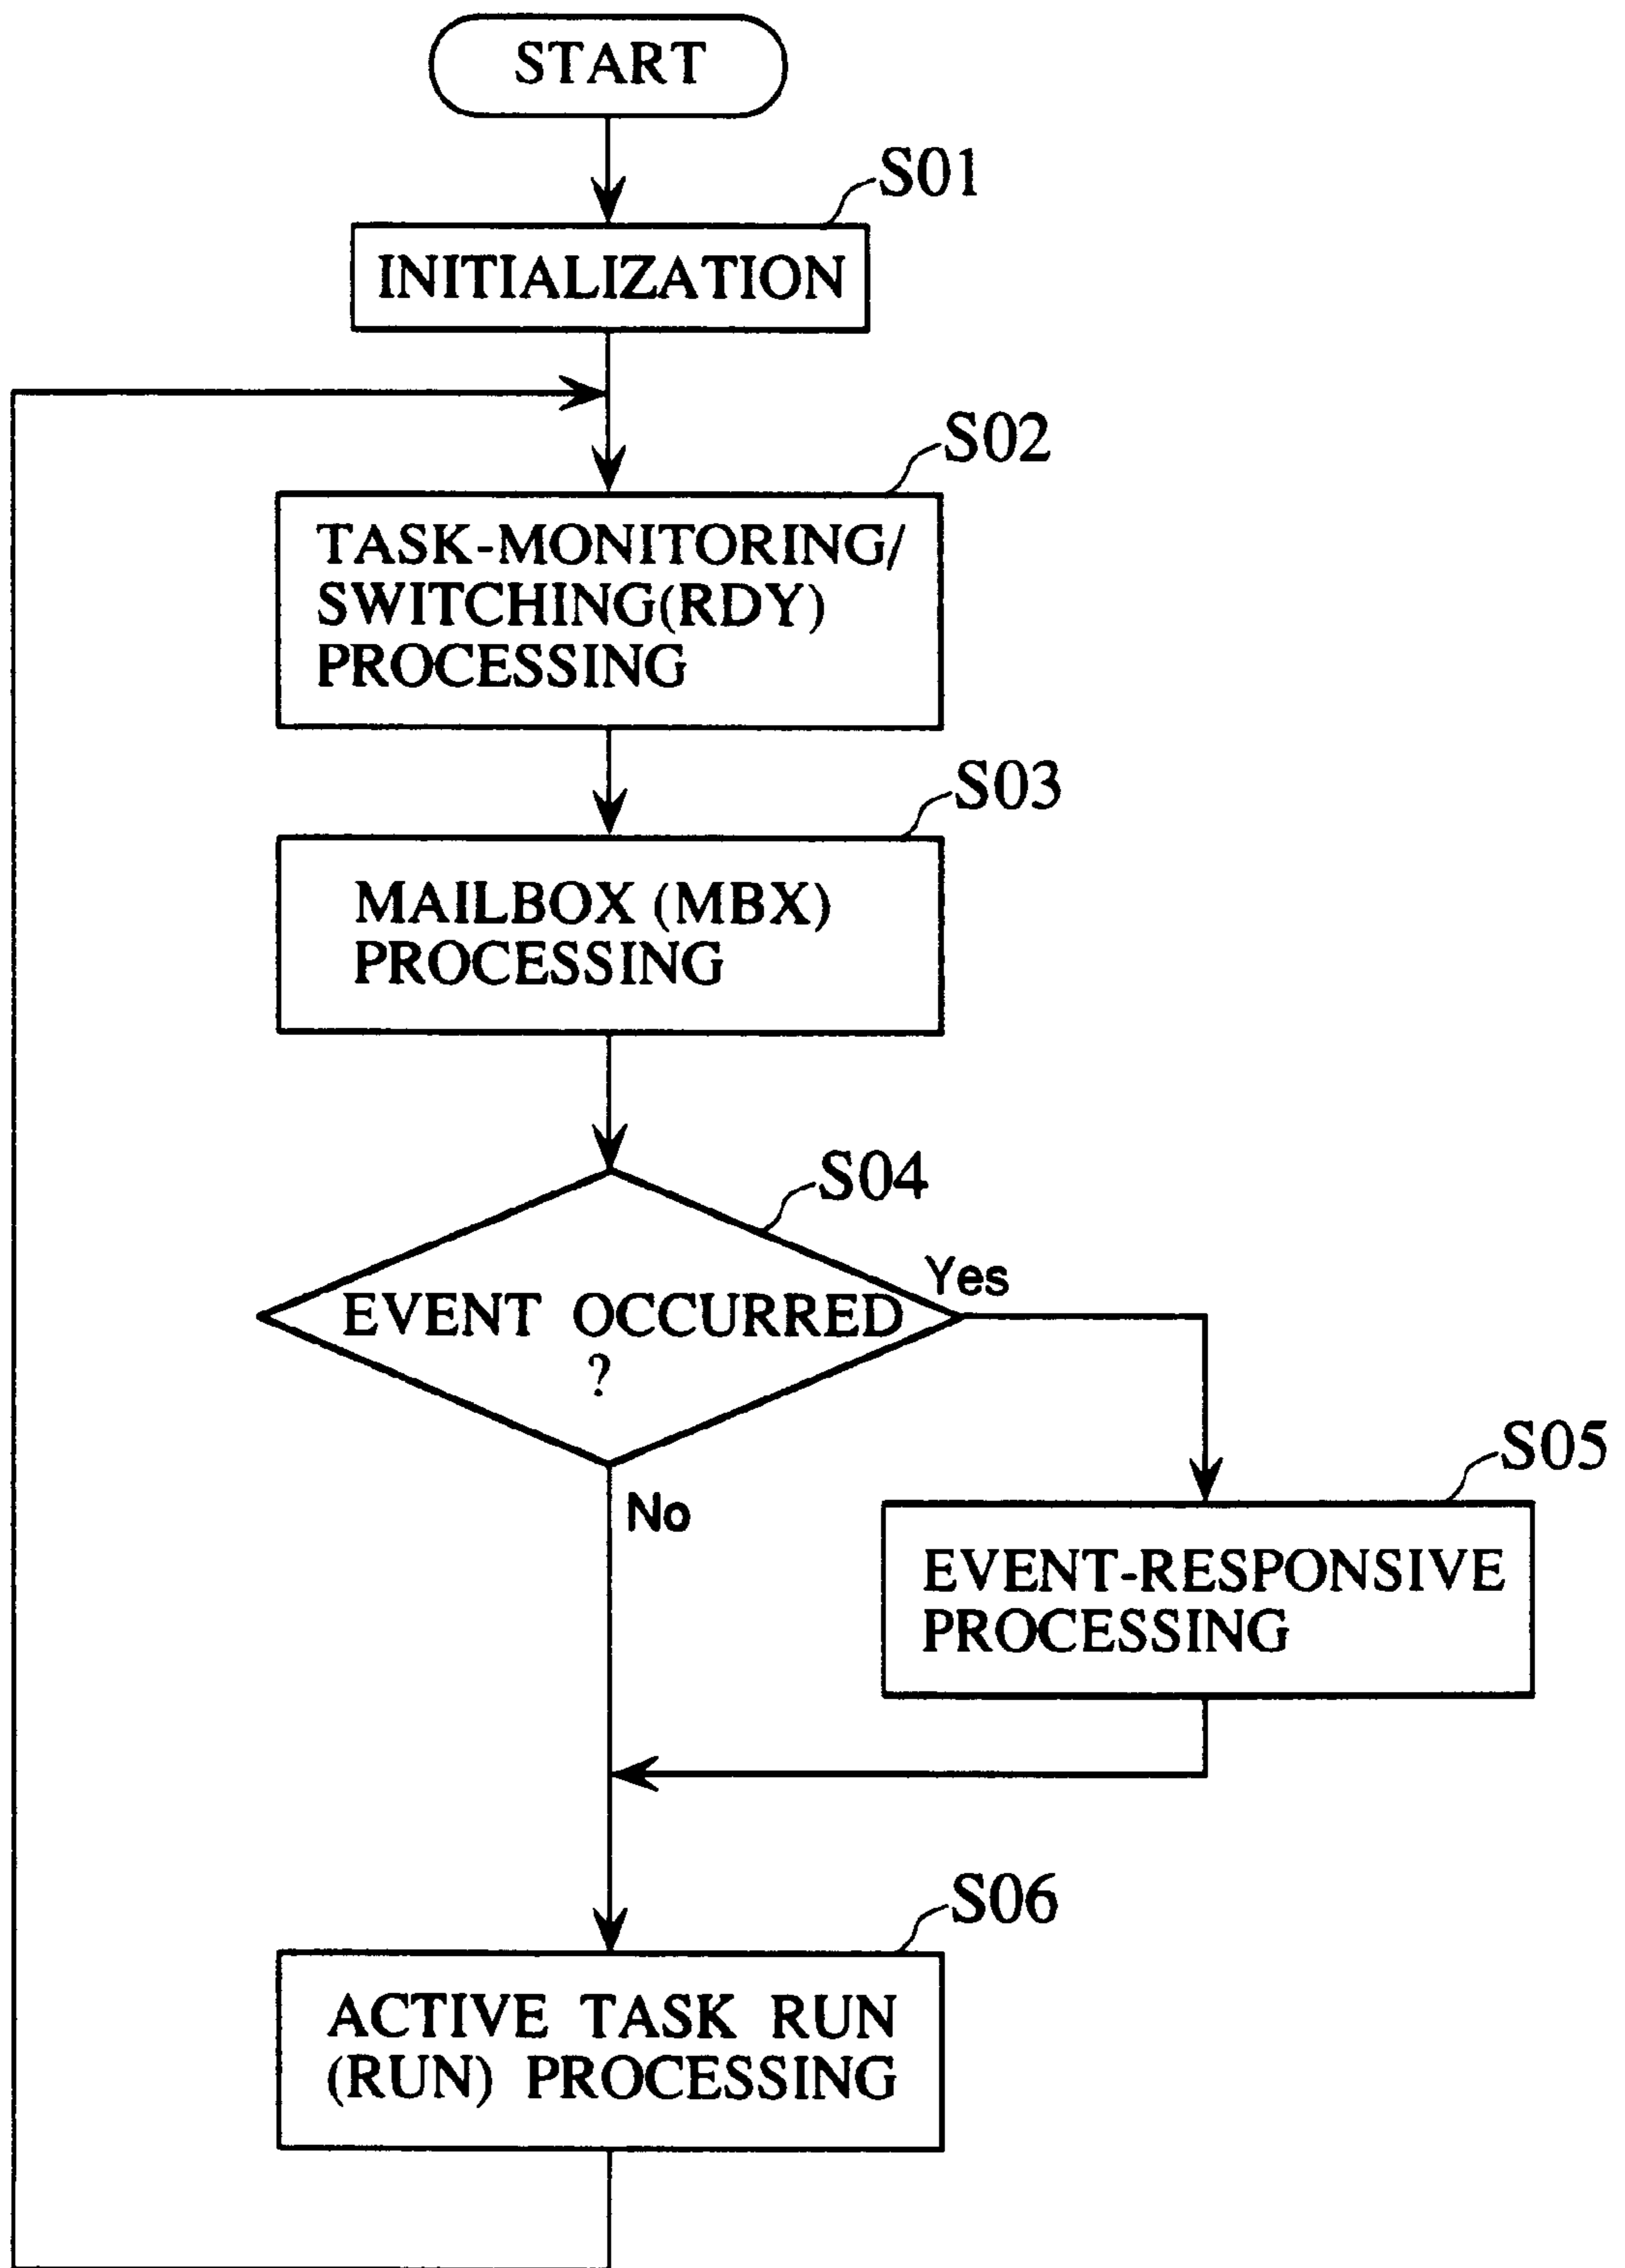 START
S01
INITIALIZATION
S02
TASK-MONITORING/
SWITCHING(RDY)
PROCESSING
S03
MAILBOX (MBX)
PROCESSING
S04
Yes
EVENT OCCURRED
?
No
S05
EVENT-RESPONSIVE
PROCESSING
S06
ACTIVE TASK RUN
(RUN) PROCESSING